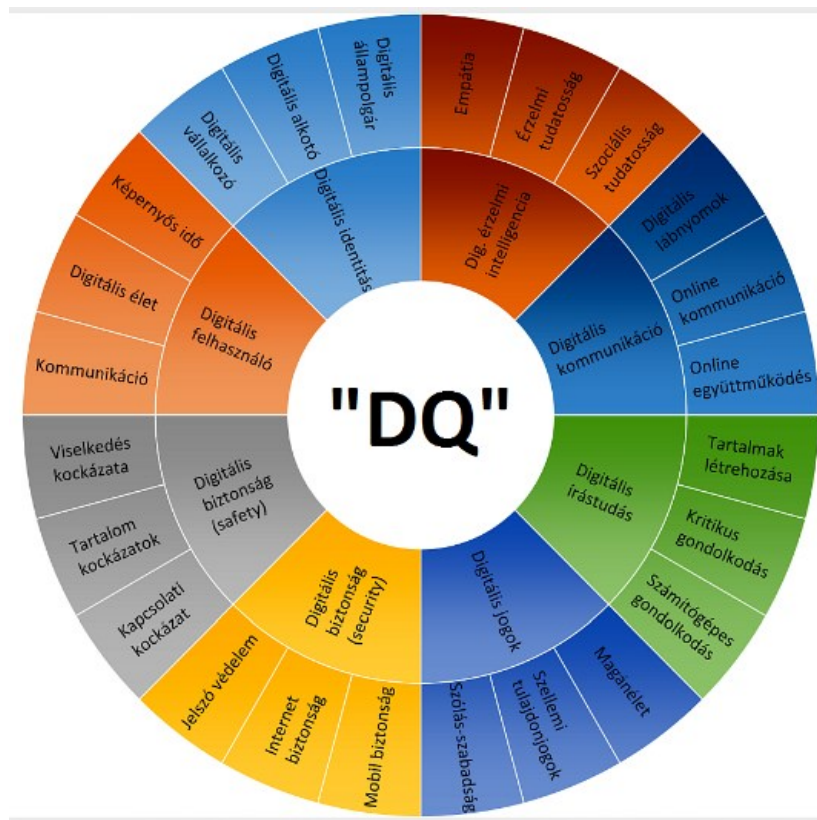 "DQ"
Dig. érzelmi
intelligencia
Empátia
Érzelmi
tudatosság
Szociális
tudatosság
Digitális
kommunikáció
Digitális
lábnyomok
Online
kommunikáció
Online
együttműködés
Digitális
írástudás
Tartalmak
létrehozása
Kritikus
gondolkodás
Számítógépes
gondolkodás
Digitális jogok
Magánélet
Szellemi
tulajdonjogok
Szólás-szabadság
Digitális
biztonság
(security)
Mobil biztonság
Internet
biztonság
Jelszó védelem
Digitális
biztonság
(safety)
Kapcsolati
kockázat
Tartalom
kockázatok
Viselkedés
kockázata
Digitális
felhasználó
Kommunikáció
Digitális élet
Képernyős idő
Digitális identitás
Digitális
vállalkozó
Digitális alkotó
Digitális
állampolgár